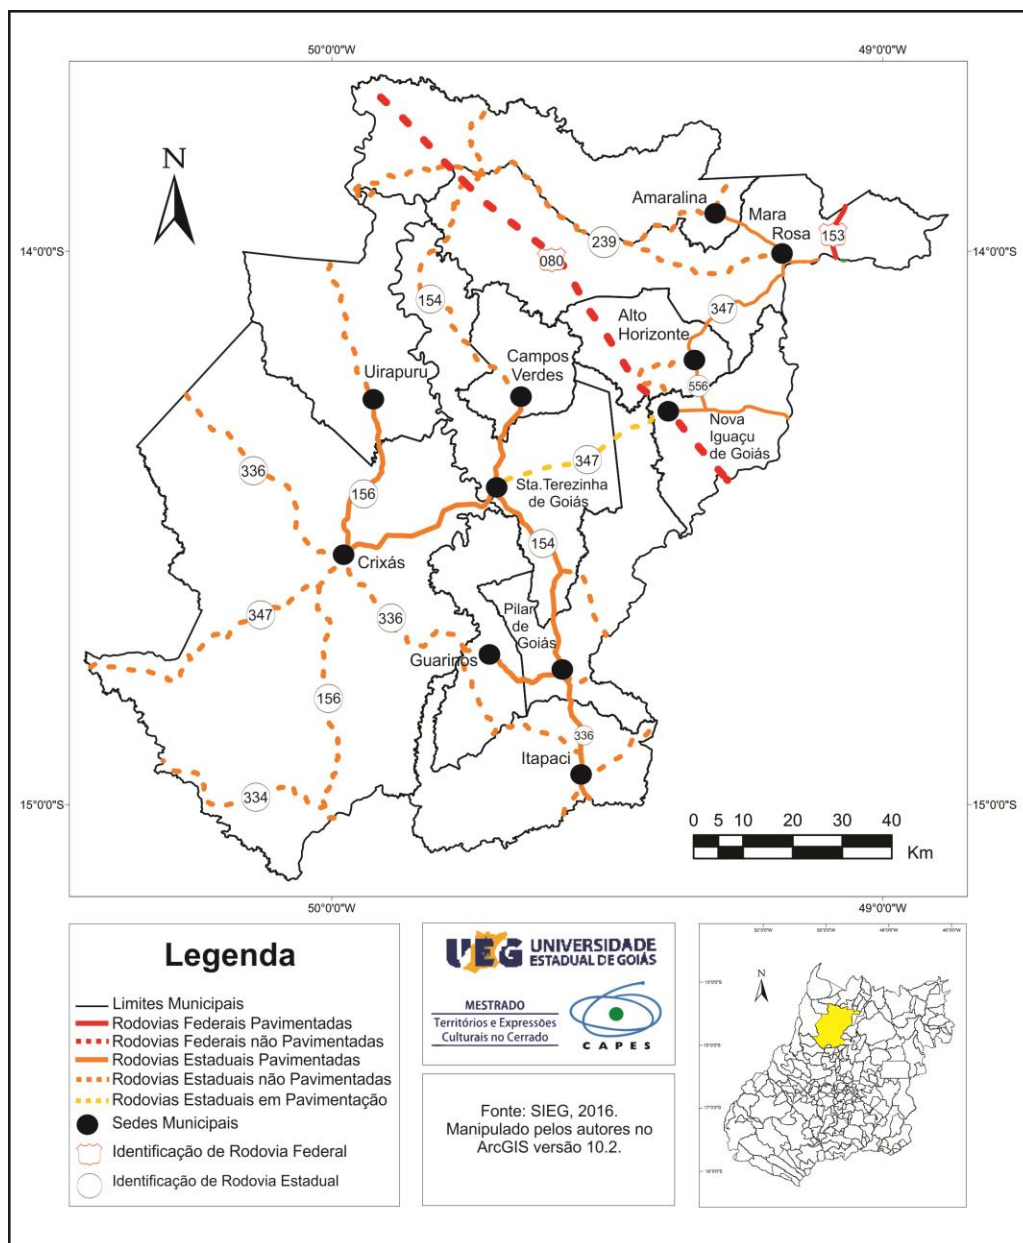 50°0'0"W
49°0'0"W
N
Amaralina
Mara
Rosa
153
14°0'0"S
14°0'0"S
239
080
154
347
Alto
Horizonte
Campos
Verdes
Uirapuru
556
Nova
Iguaçu
de Goiás
336
156
347
Sta.Terezinha
de Goiás
154
Crixás
347
336
Pilar
de
Goiás
Guarinos
156
336
Itapaci
334
15°0'0"S
15°0'0"S
0 5 10 20 30 40
Km
50°0'0"W
49°0'0"W
Legenda
Limites Municipais
Rodovias Federais Pavimentadas
Rodovias Federais não Pavimentadas
Rodovias Estaduais Pavimentadas
Rodovias Estaduais não Pavimentadas
Rodovias Estaduais em Pavimentação
Sedes Municipais
Identificação de Rodovia Federal
Identificação de Rodovia Estadual
UEG UNIVERSIDADE
ESTADUAL DE GOIÁS
MESTRADO
Territórios e Expressões
Culturais no Cerrado
CAPES
Fonte: SIEG, 2016.
Manipulado pelos autores no
ArcGIS versão 10.2.
N